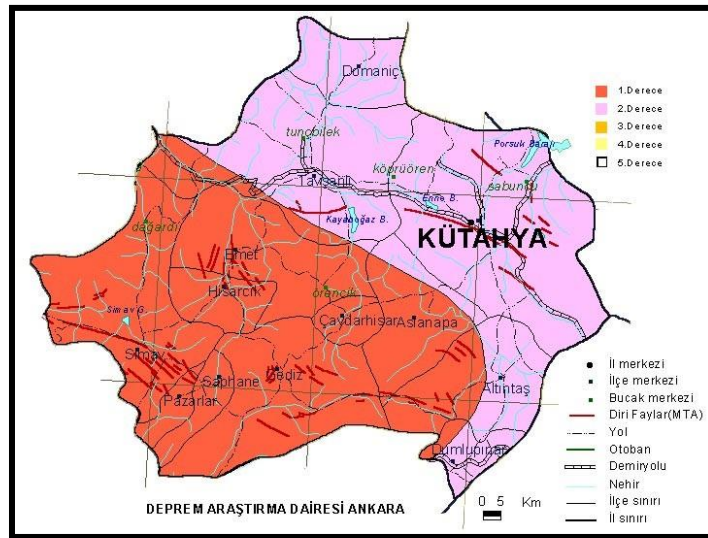 Domaniç
1.Derece
2.Derece
3.Derece
4.Derece
5.Derece
tunçbilek
Porsuk Barajı
köprüören
Tavşanlı
sabuncu
Enne B.
Kayaboğaz B.
KÜTAHYA
dağardı
Emet
Hisarcık
örencik
Simav G.
Çavdarhisar
Aslanapa
Simav
Şaphane
Gediz
Altıntaş
Pazarlar
Dumlupınar
İl merkezi
İlçe merkezi
Bucak merkezi
Diri Faylar(MTA)
Yol
Otoban
Demiryolu
Nehir
İlçe sınırı
İl sınırı
0 5 Km
DEPREM ARAŞTIRMA DAİRESİ ANKARA